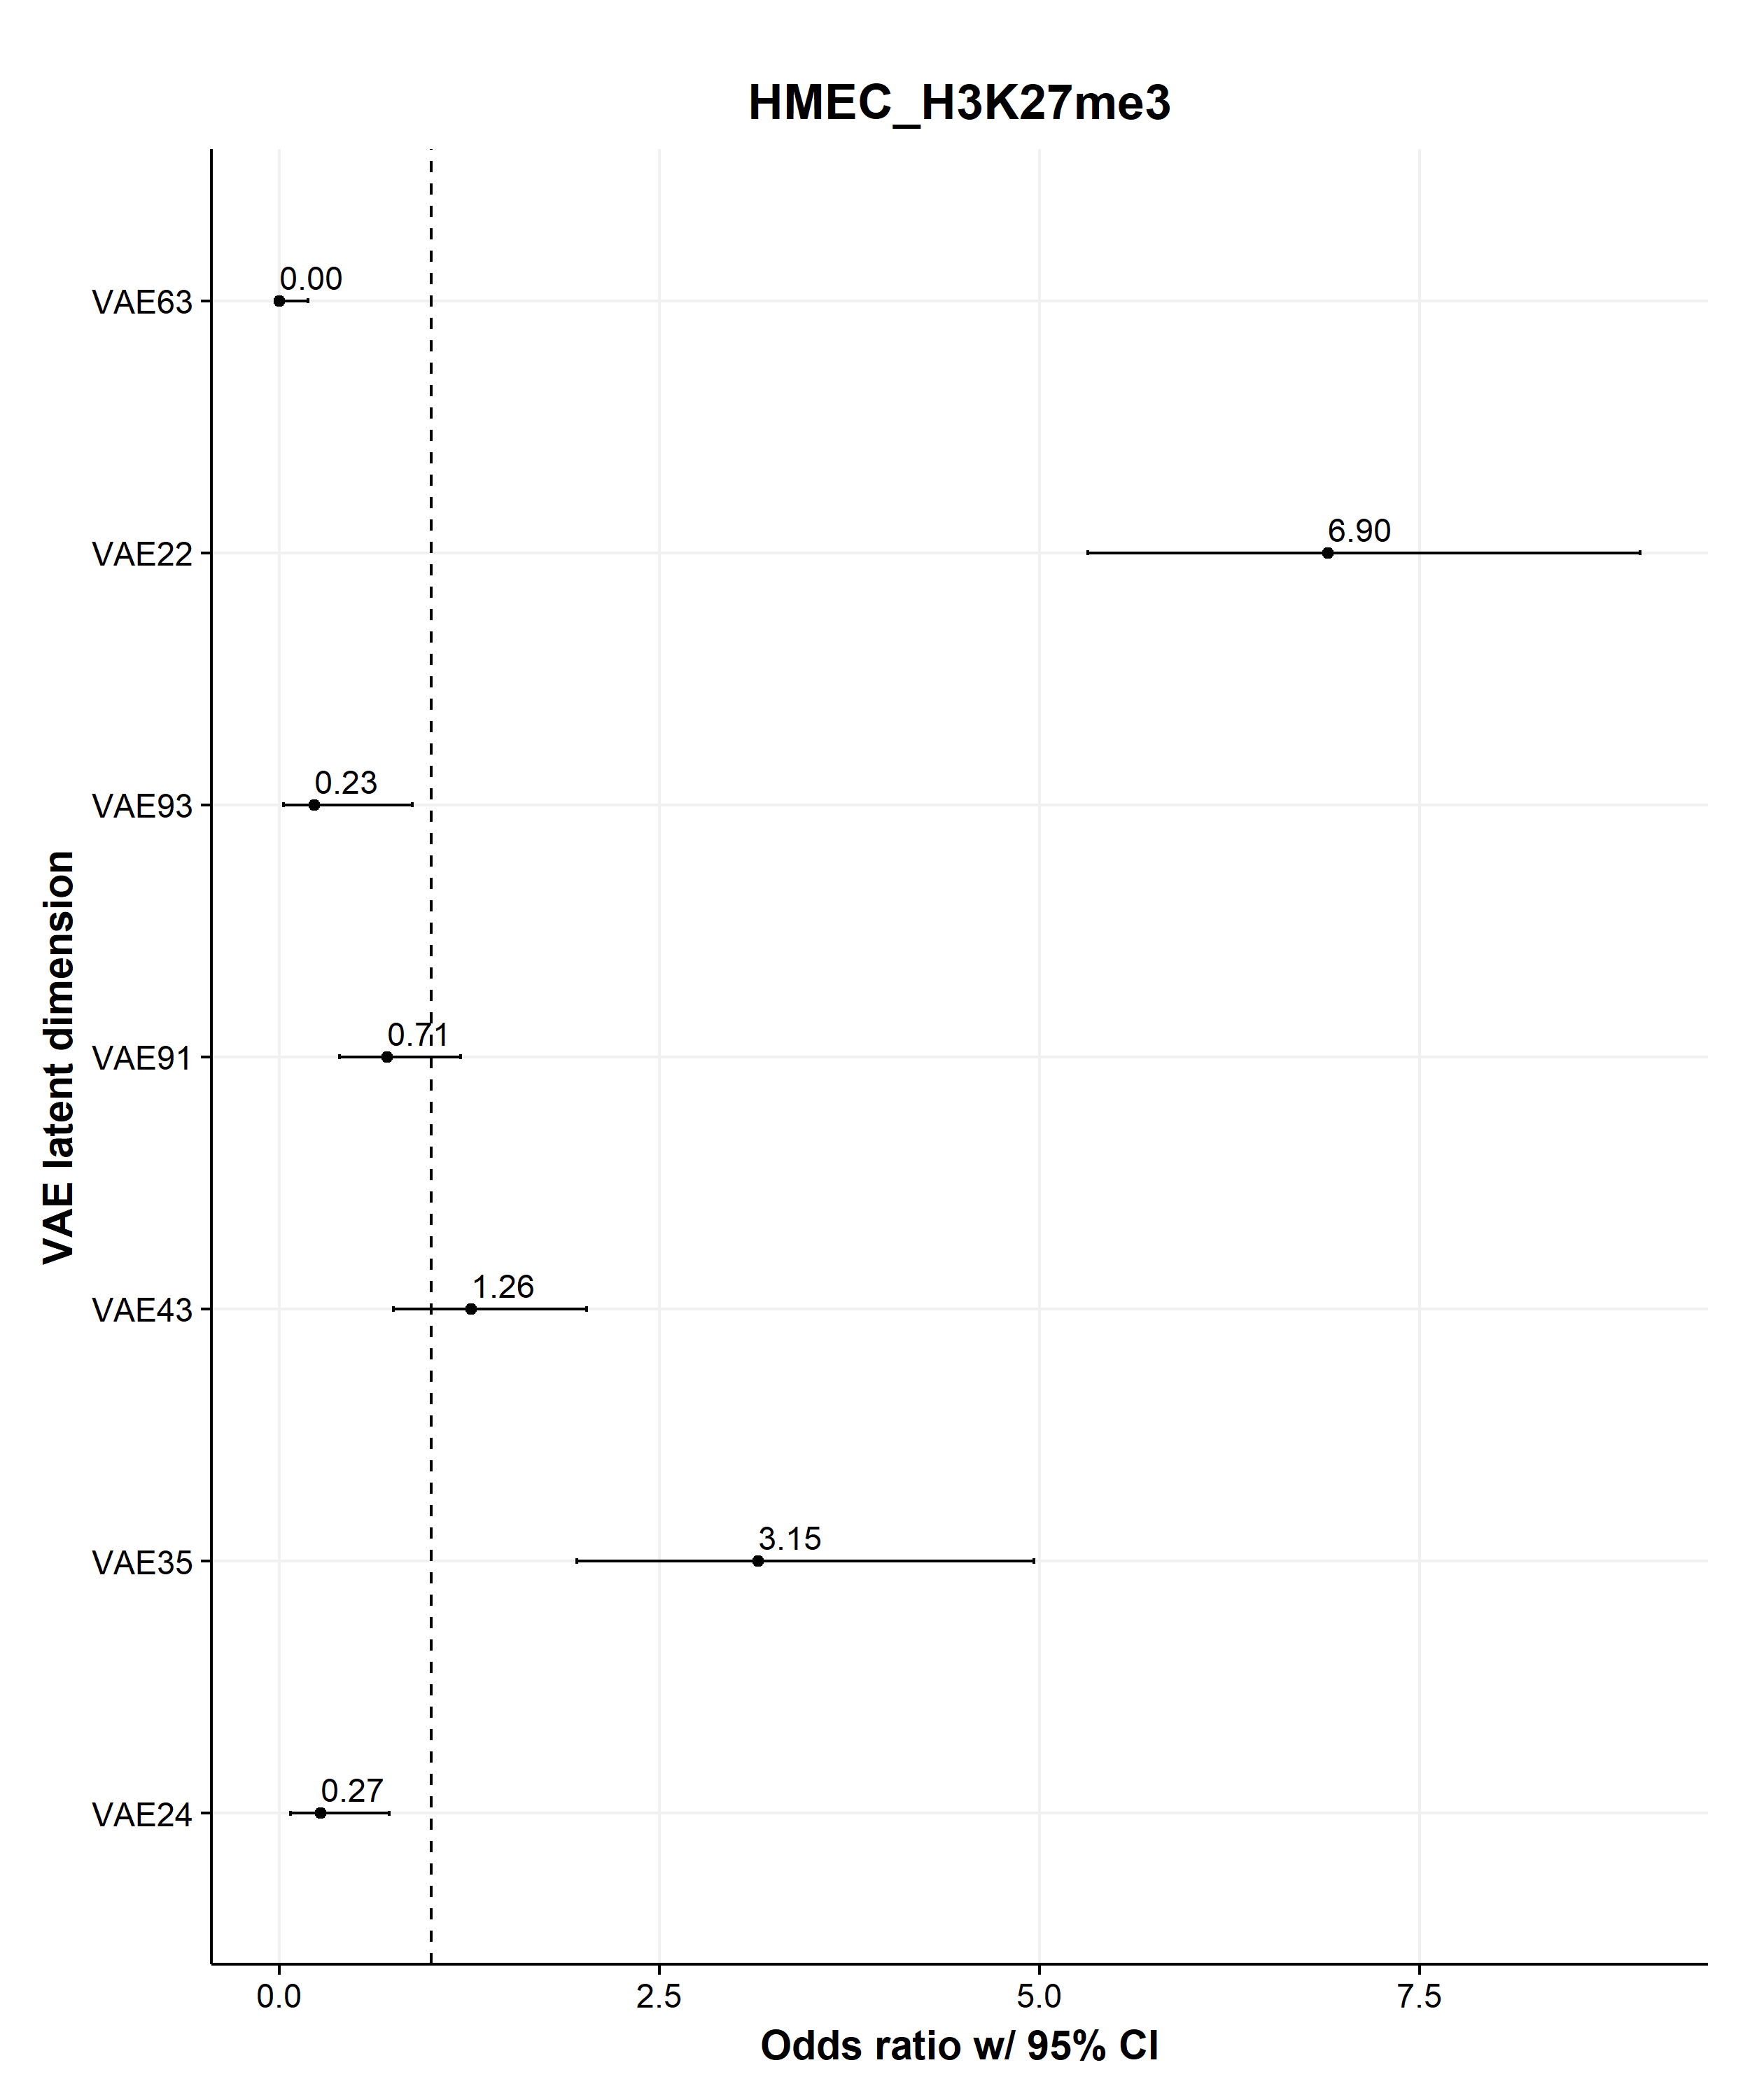 HMEC_H3K27me3
VAE63
0.00
VAE22
6.90
VAE93
0.23
VAE91
0.71
VAE43
1.26
VAE35
3.15
VAE24
0.27
VAE latent dimension
0.0 2.5 5.0 7.5
Odds ratio w/ 95% CI